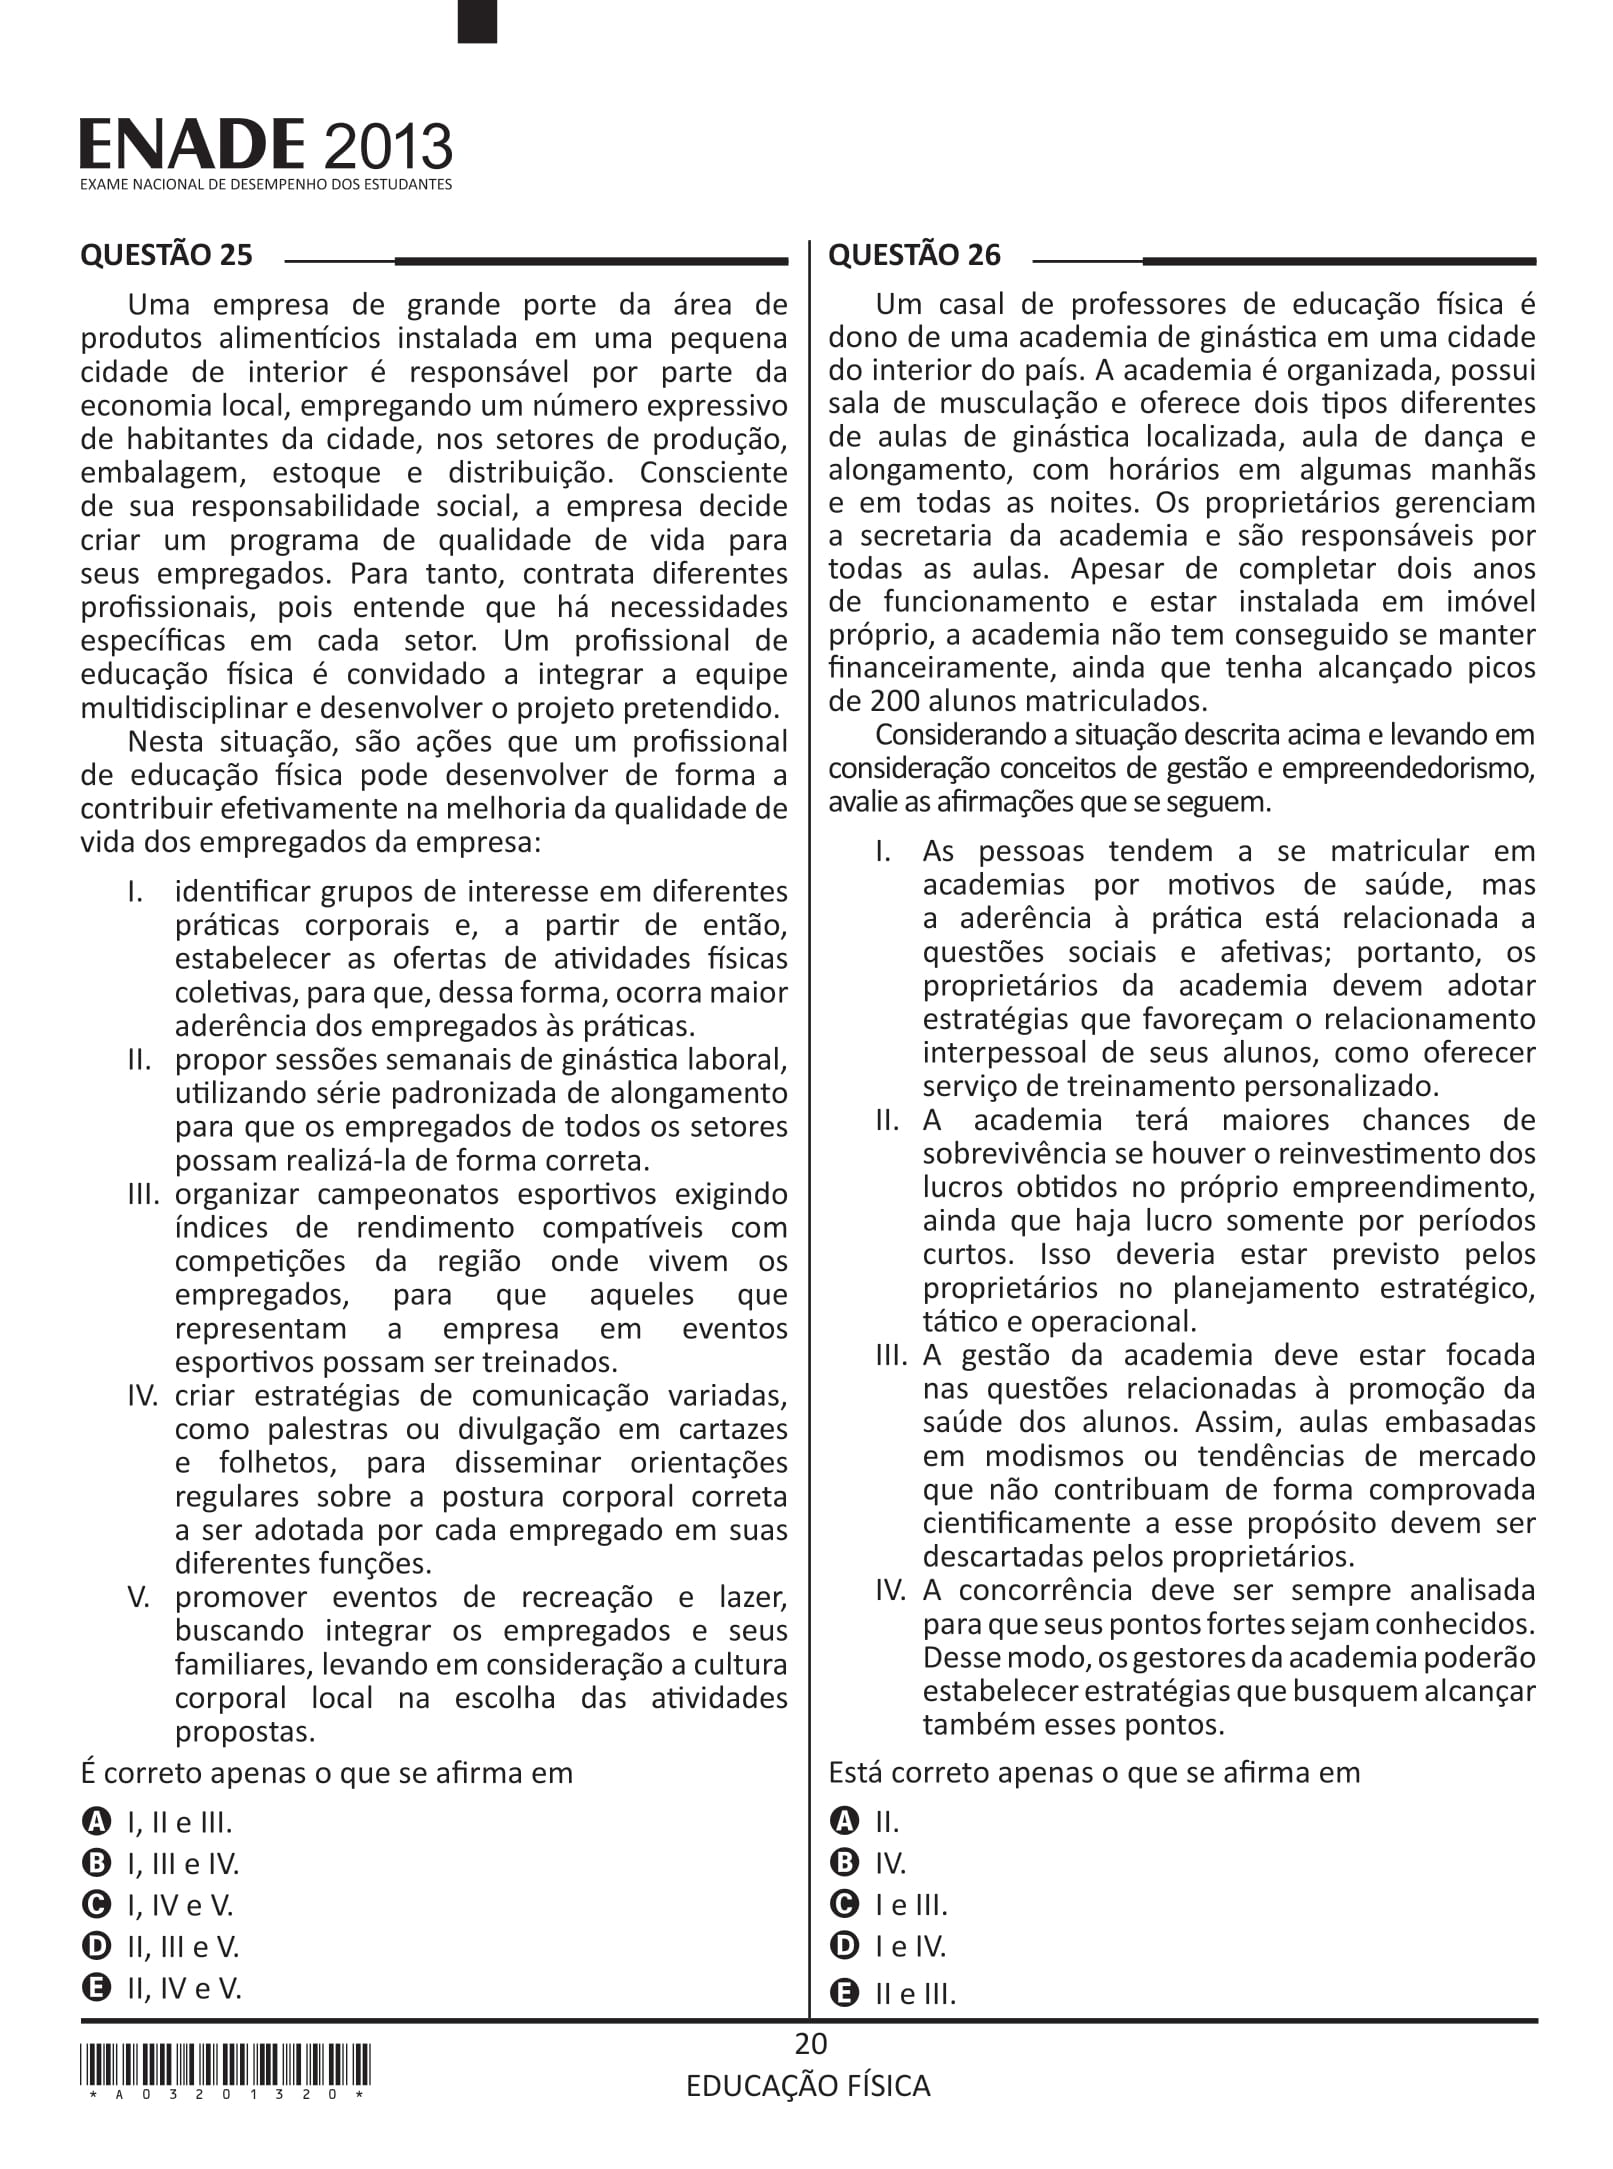 ENADE 2013
EXAME NACIONAL DE DESEMPENHO DOS ESTUDANTES
QUESTÃO 25
Uma empresa de grande porte da área de
produtos alimentícios instalada em uma pequena
cidade de interior é responsável por parte da
economia local, empregando um número expressivo
de habitantes da cidade, nos setores de produção,
embalagem, estoque e distribuição. Consciente
de sua responsabilidade social, a empresa decide
criar um programa de qualidade de vida para
seus empregados. Para tanto, contrata diferentes
profissionais, pois entende que há necessidades
específicas em cada setor. Um profissional de
educação física é convidado a integrar a equipe
multidisciplinar e desenvolver o projeto pretendido.
Nesta situação, são ações que um profissional
de educação física pode desenvolver de forma a
contribuir efetivamente na melhoria da qualidade de
vida dos empregados da empresa:
I. identificar grupos de interesse em diferentes
práticas corporais e, a partir de então,
estabelecer as ofertas de atividades físicas
coletivas, para que, dessa forma, ocorra maior
aderência dos empregados às práticas.
II. propor sessões semanais de ginástica laboral,
utilizando série padronizada de alongamento
para que os empregados de todos os setores
possam realizá-la de forma correta.
III. organizar campeonatos esportivos exigindo
índices de rendimento compatíveis com
competições da região onde vivem os
empregados, para que aqueles que
representam a empresa em eventos
esportivos possam ser treinados.
IV. criar estratégias de comunicação variadas,
como palestras ou divulgação em cartazes
e folhetos, para disseminar orientações
regulares sobre a postura corporal correta
a ser adotada por cada empregado em suas
diferentes funções.
V. promover eventos de recreação e lazer,
buscando integrar os empregados e seus
familiares, levando em consideração a cultura
corporal local na escolha das atividades
propostas.
É correto apenas o que se afirma em
A I, II e III.
B I, III e IV.
C I, IV e V.
D II, III e V.
E II, IV e V.
QUESTÃO 26
Um casal de professores de educação física é
dono de uma academia de ginástica em uma cidade
do interior do país. A academia é organizada, possui
sala de musculação e oferece dois tipos diferentes
de aulas de ginástica localizada, aula de dança e
alongamento, com horários em algumas manhãs
e em todas as noites. Os proprietários gerenciam
a secretaria da academia e são responsáveis por
todas as aulas. Apesar de completar dois anos
de funcionamento e estar instalada em imóvel
próprio, a academia não tem conseguido se manter
financeiramente, ainda que tenha alcançado picos
de 200 alunos matriculados.
Considerando a situação descrita acima e levando em
consideração conceitos de gestão e empreendedorismo,
avalie as afirmações que se seguem.
I. As pessoas tendem a se matricular em
academias por motivos de saúde, mas
a aderência à prática está relacionada a
questões sociais e afetivas; portanto, os
proprietários da academia devem adotar
estratégias que favoreçam o relacionamento
interpessoal de seus alunos, como oferecer
serviço de treinamento personalizado.
II. A academia terá maiores chances de
sobrevivência se houver o reinvestimento dos
lucros obtidos no próprio empreendimento,
ainda que haja lucro somente por períodos
curtos. Isso deveria estar previsto pelos
proprietários no planejamento estratégico,
tático e operacional.
III. A gestão da academia deve estar focada
nas questões relacionadas à promoção da
saúde dos alunos. Assim, aulas embasadas
em modismos ou tendências de mercado
que não contribuam de forma comprovada
cientificamente a esse propósito devem ser
descartadas pelos proprietários.
IV. A concorrência deve ser sempre analisada
para que seus pontos fortes sejam conhecidos.
Desse modo, os gestores da academia poderão
estabelecer estratégias que busquem alcançar
também esses pontos.
Está correto apenas o que se afirma em
A II.
B IV.
C I e III.
D I e IV.
E II e III.
20
EDUCAÇÃO FÍSICA
* A 0 3 2 0 1 3 2 0 *